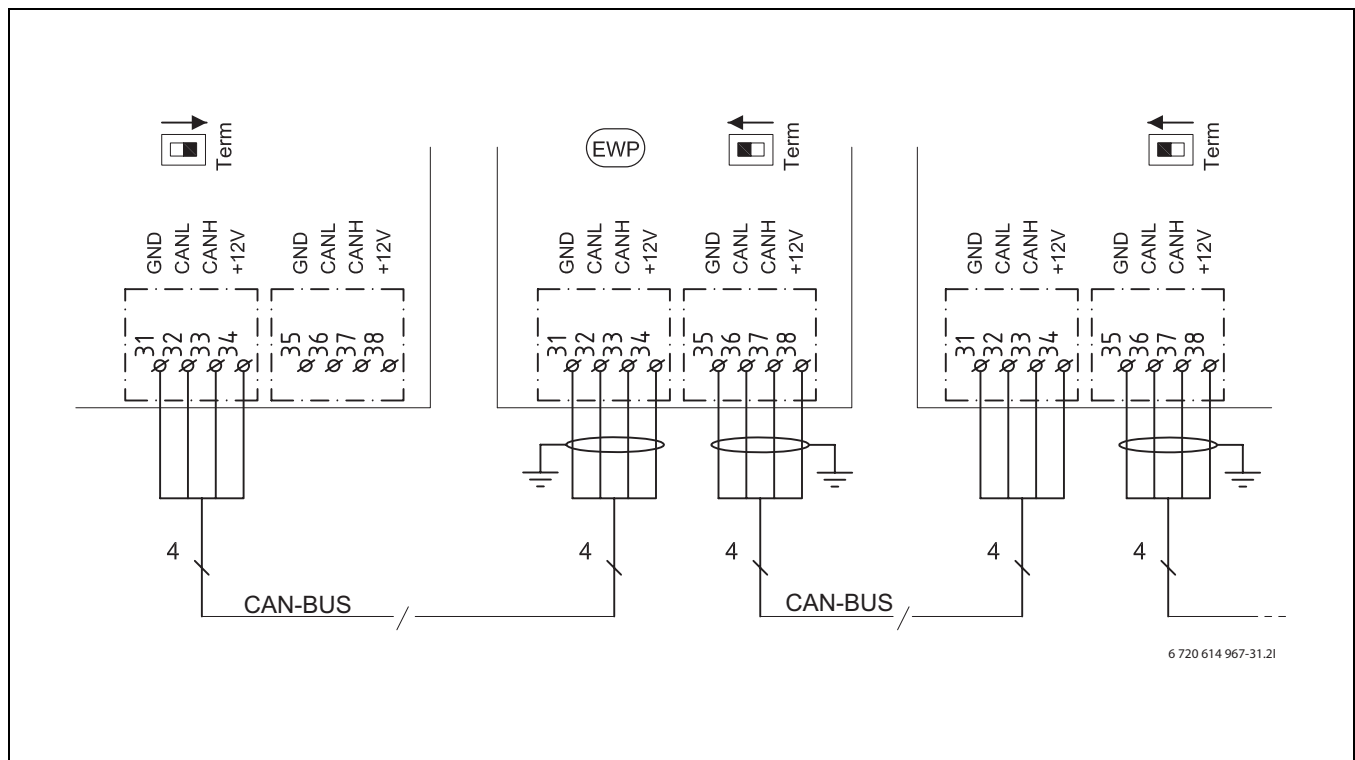 Term
EWP
Term
Term
GND CANL CANH +12V
GND CANL CANH +12V
GND CANL CANH +12V
GND CANL CANH +12V
GND CANL CANH +12V
GND CANL CANH +12V
31 32 33 34
35 36 37 38
31 32 33 34
35 36 37 38
31 32 33 34
35 36 37 38
4
4
4
4
4
CAN-BUS
CAN-BUS
6 720 614 967-31.2I